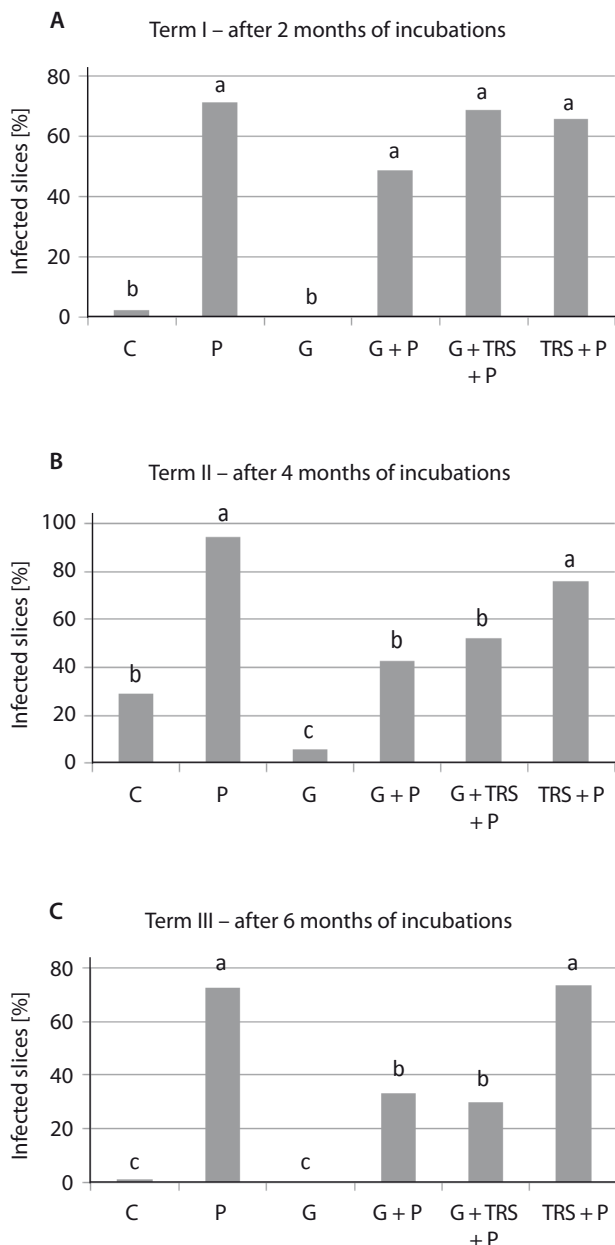 A
Term I – after 2 months of incubations
Infected slices [%]
80
60
40
20
0
b a b a a a
C P G G + P G + TRS + P TRS + P
B
Term II – after 4 months of incubations
Infected slices [%]
100
80
60
40
20
0
b a c b b a
C P G G + P G + TRS + P TRS + P
C
Term III – after 6 months of incubations
Infected slices [%]
80
60
40
20
0
c a c b b a
C P G G + P G + TRS + P TRS + P